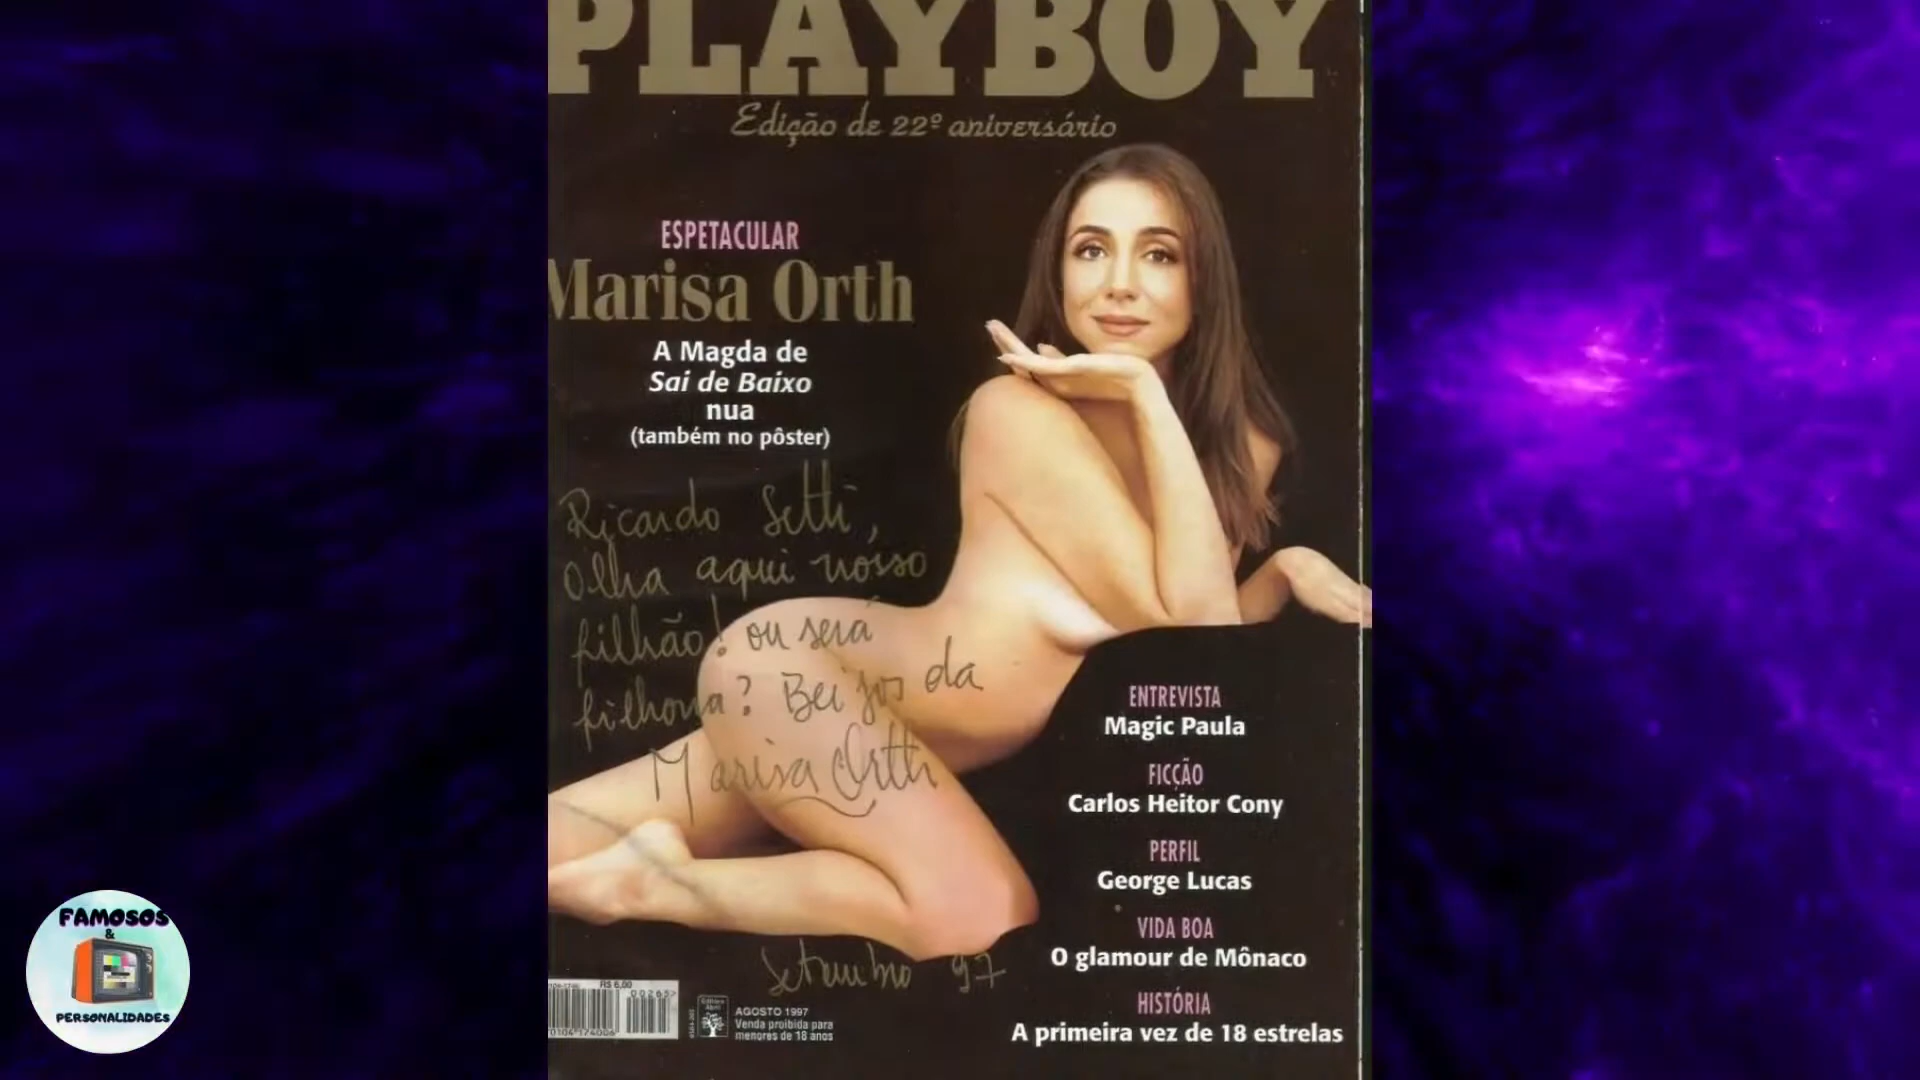 PLAYBOY
Edição de 22º aniversário
ESPETACULAR
Marisa Orth
A Magda de
Sai de Baixo
nua
(também no pôster)
Ricardo Setti,
olha aqui nosso
filhão! ou será
filhona? Beijos da
Marisa Orth
Setembro 97
ENTREVISTA
Magic Paula
FICÇÃO
Carlos Heitor Cony
PERFIL
George Lucas
VIDA BOA
O glamour de Mônaco
HISTÓRIA
A primeira vez de 18 estrelas
R$ 6,00
00265
AGOSTO 1997
Venda proibida para
menores de 18 anos
Editora
Abril
FAMOSOS
&
PERSONALIDADES